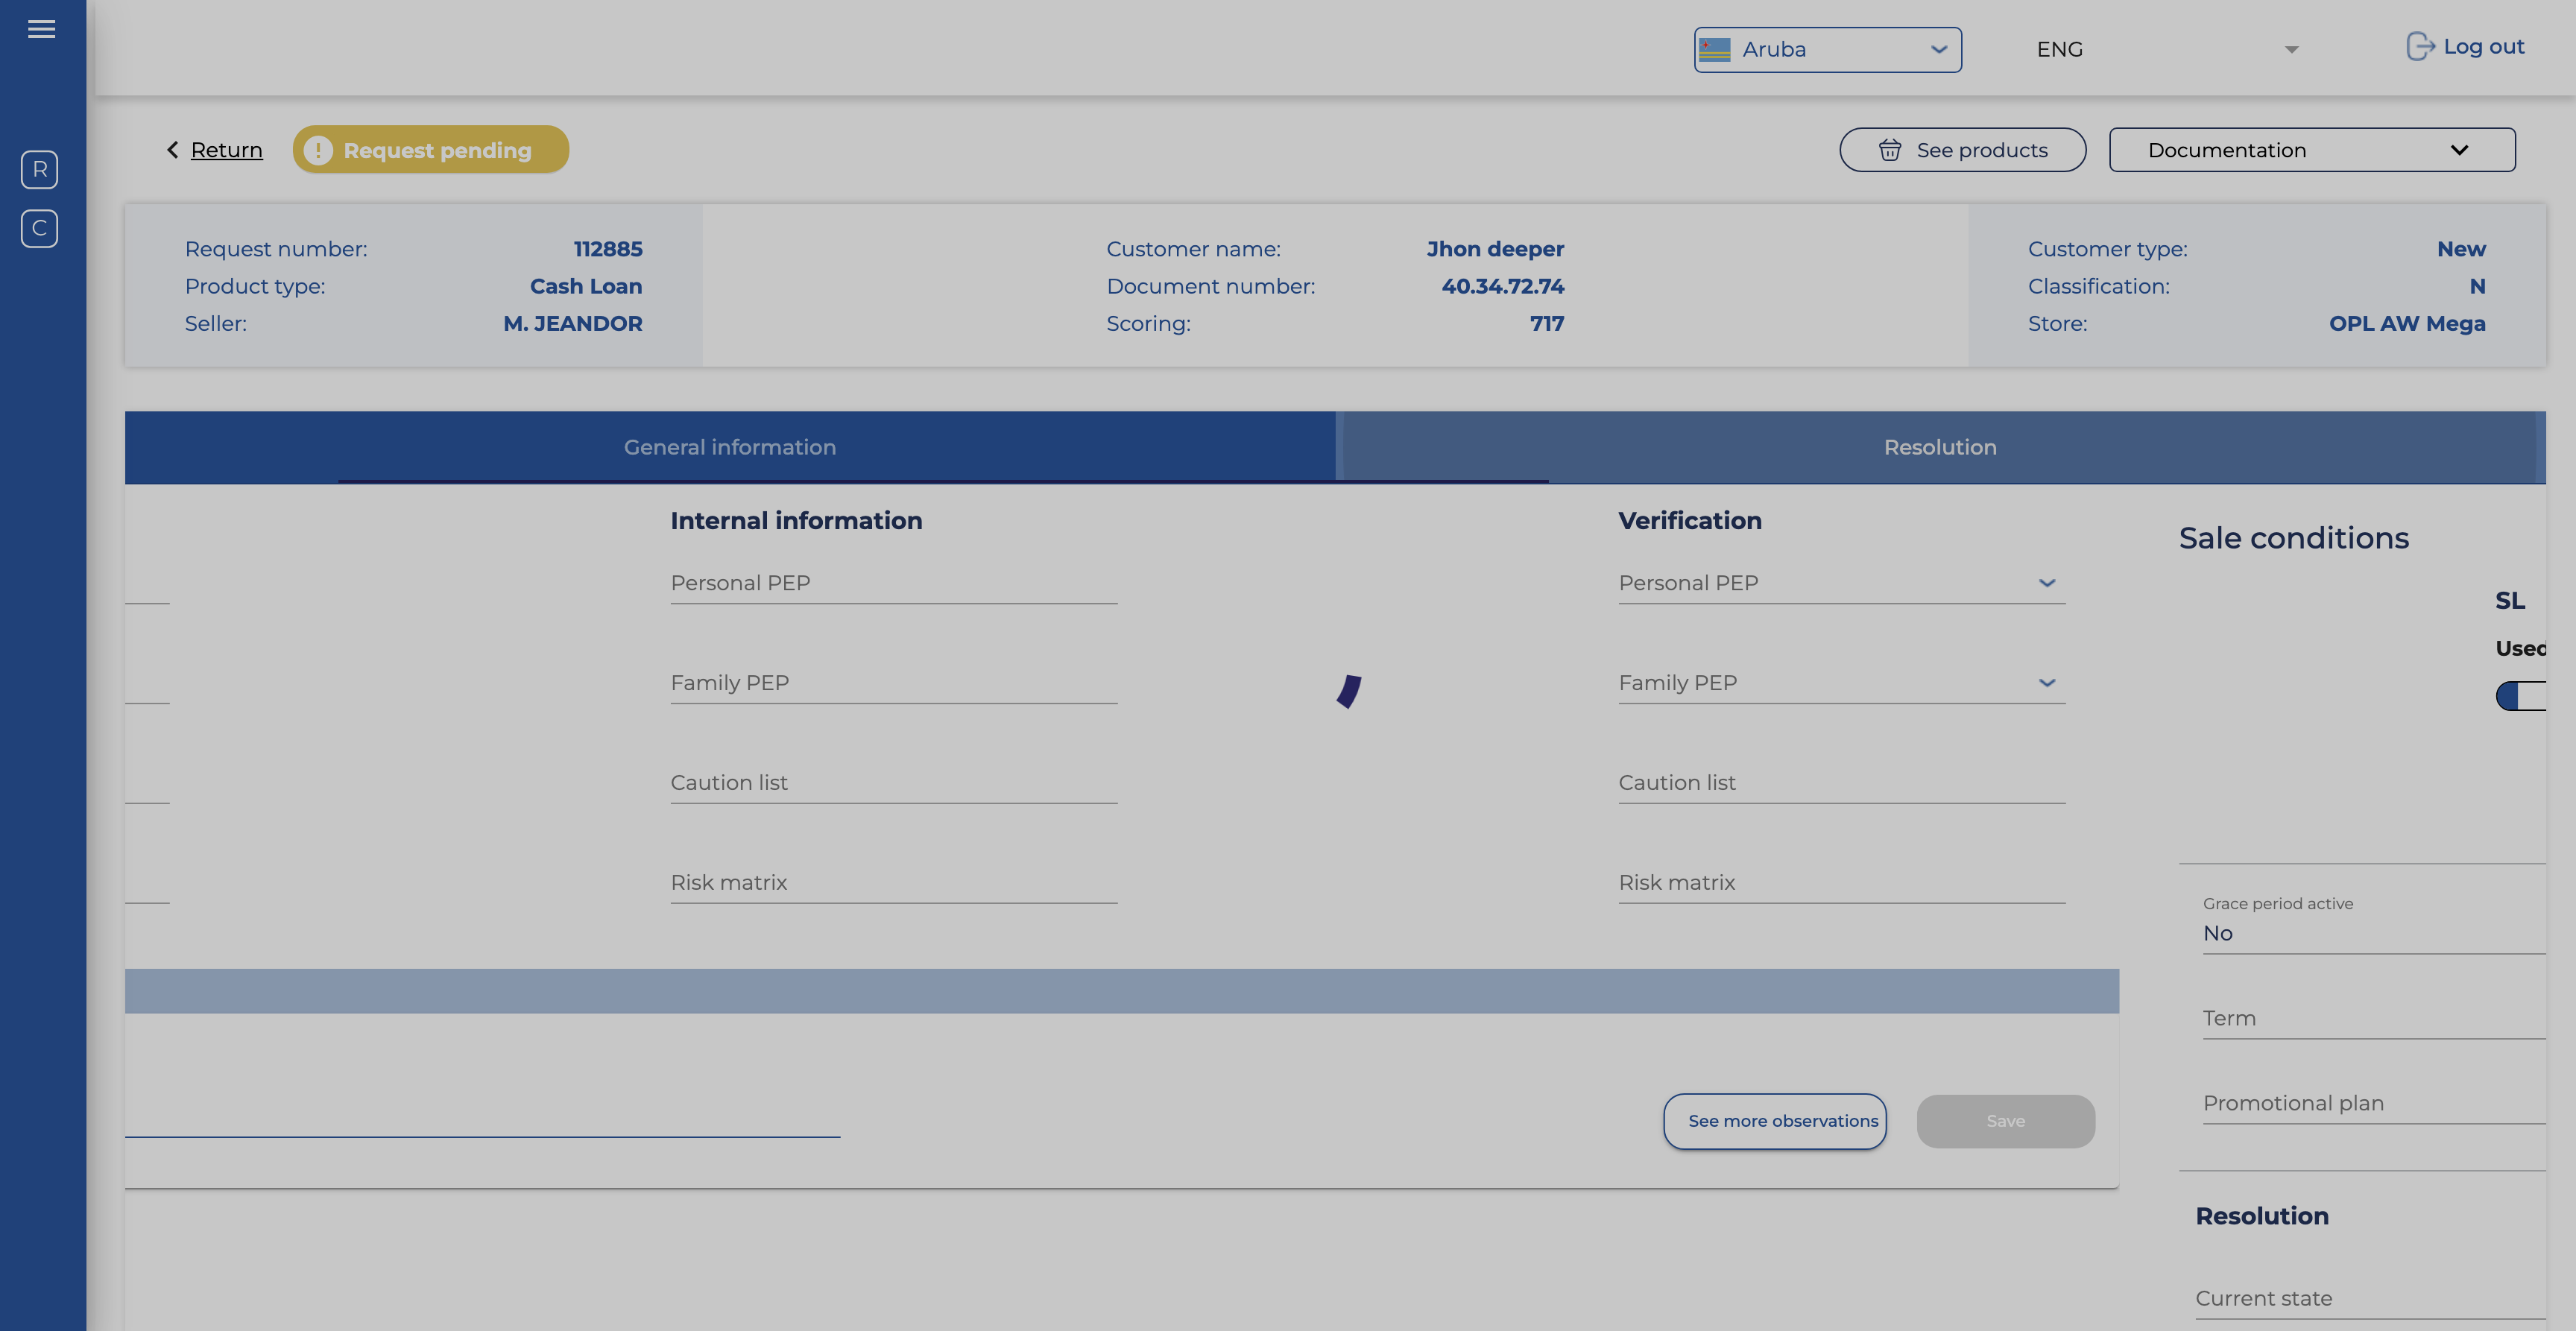 Aruba
ENG
Log out
R
C
Return
Request pending
See products
Documentation
Request number: 112885
Product type: Cash Loan
Seller: M. JEANDOR
Customer name: Jhon deeper
Document number: 40.34.72.74
Scoring: 717
Customer type: New
Classification: N
Store: OPL AW Mega
General information
Resolution
Internal information
Personal PEP
Family PEP
Caution list
Risk matrix
Verification
Personal PEP
Family PEP
Caution list
Risk matrix
See more observations
Save
Sale conditions
SL
Used
Grace period active
No
Term
Promotional plan
Resolution
Current state